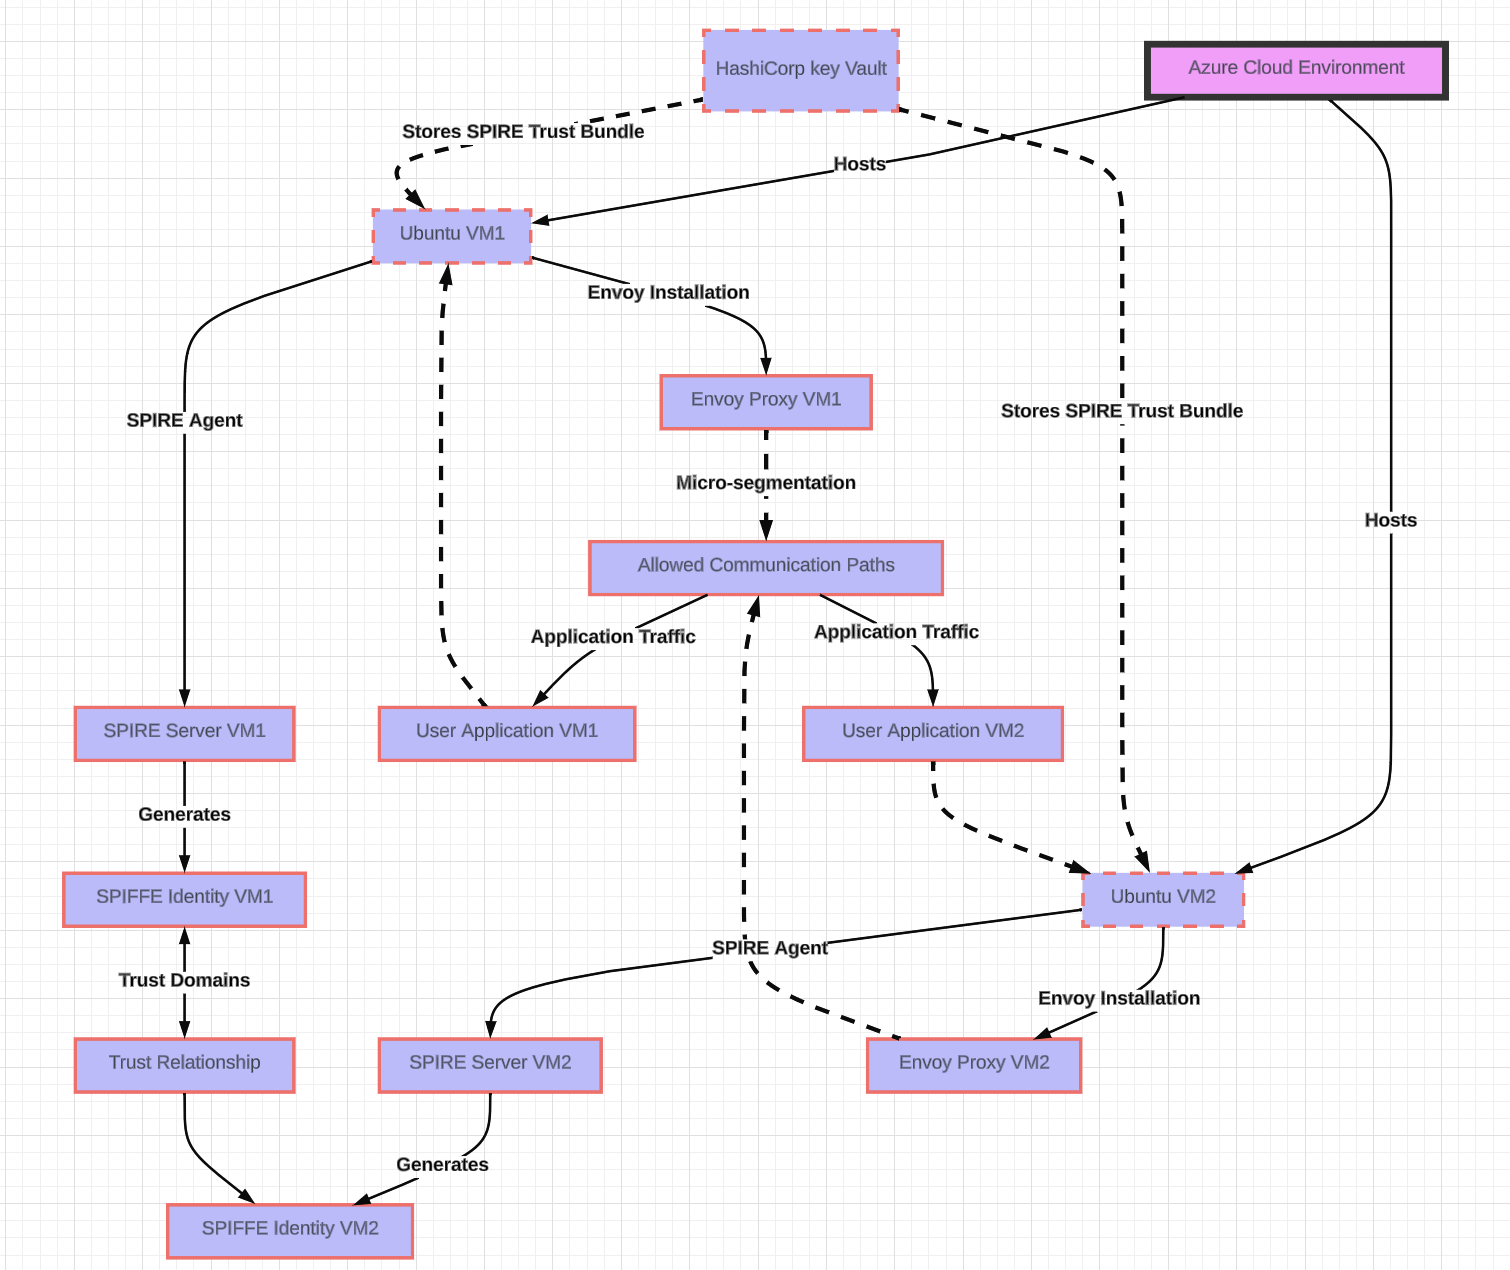 HashiCorp key Vault
Azure Cloud Environment
Stores SPIRE Trust Bundle
Hosts
Ubuntu VM1
Envoy Installation
Envoy Proxy VM1
SPIRE Agent
Stores SPIRE Trust Bundle
Micro-segmentation
Hosts
Allowed Communication Paths
Application Traffic
Application Traffic
SPIRE Server VM1
User Application VM1
User Application VM2
Generates
SPIFFE Identity VM1
Ubuntu VM2
SPIRE Agent
Trust Domains
Envoy Installation
Trust Relationship
SPIRE Server VM2
Envoy Proxy VM2
Generates
SPIFFE Identity VM2